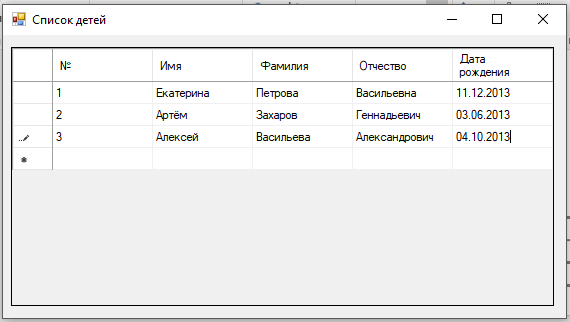 Список детей
№ Имя Фамилия Отчество Дата рождения
1 Екатерина Петрова Васильевна 11.12.2013
2 Артём Захаров Геннадьевич 03.06.2013
3 Алексей Васильева Александрович 04.10.2013